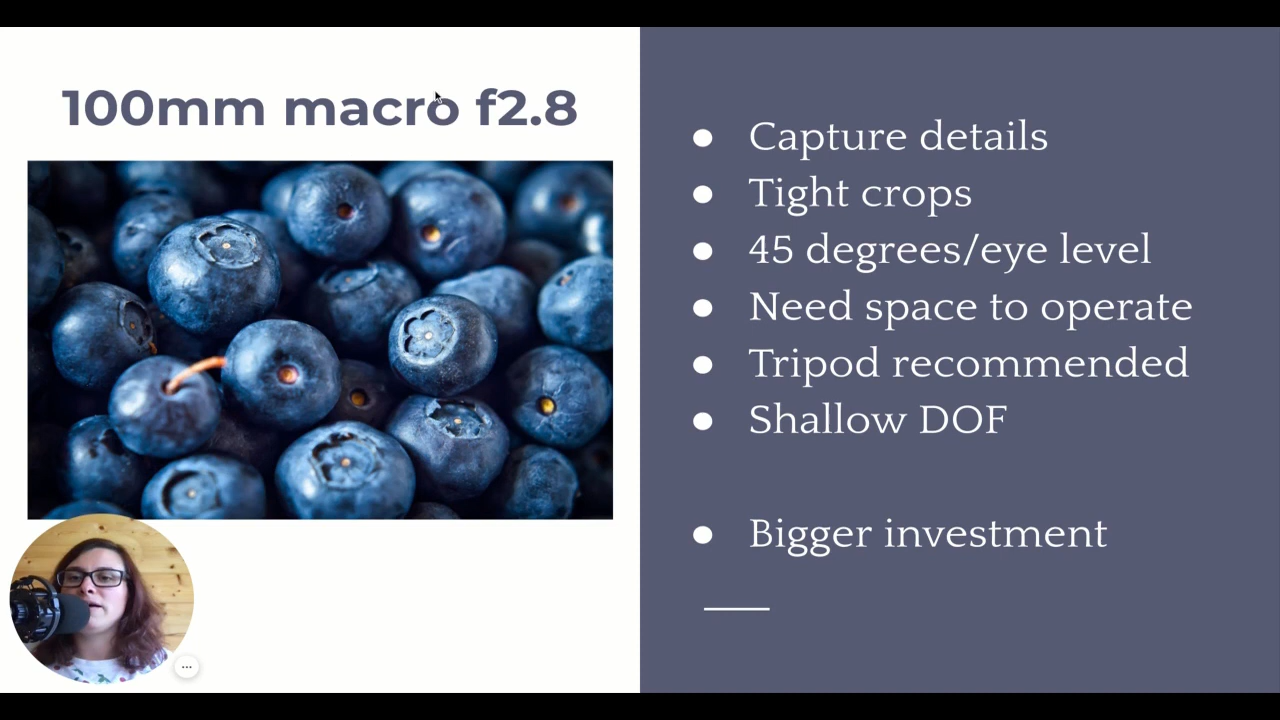 100mm macro f2.8
● Capture details
● Tight crops
● 45 degrees/eye level
● Need space to operate
● Tripod recommended
● Shallow DOF
● Bigger investment